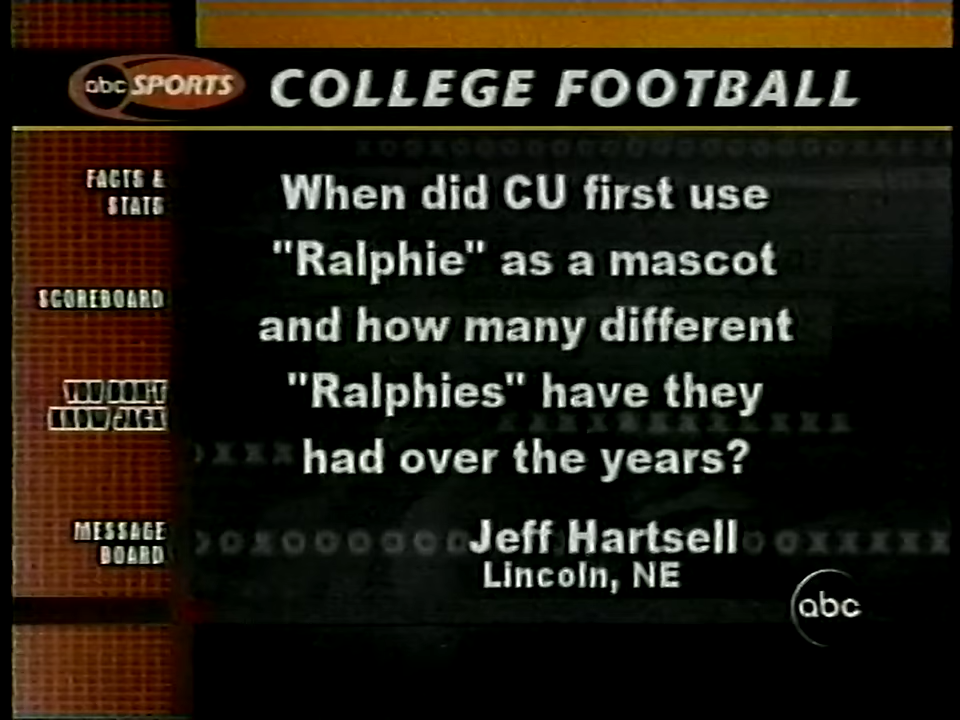 abc SPORTS COLLEGE FOOTBALL
FACTS &
STATS
SCOREBOARD
YOU DON'T
KNOW JACK
MESSAGE
BOARD
When did CU first use
"Ralphie" as a mascot
and how many different
"Ralphies" have they
had over the years?
Jeff Hartsell
Lincoln, NE
abc